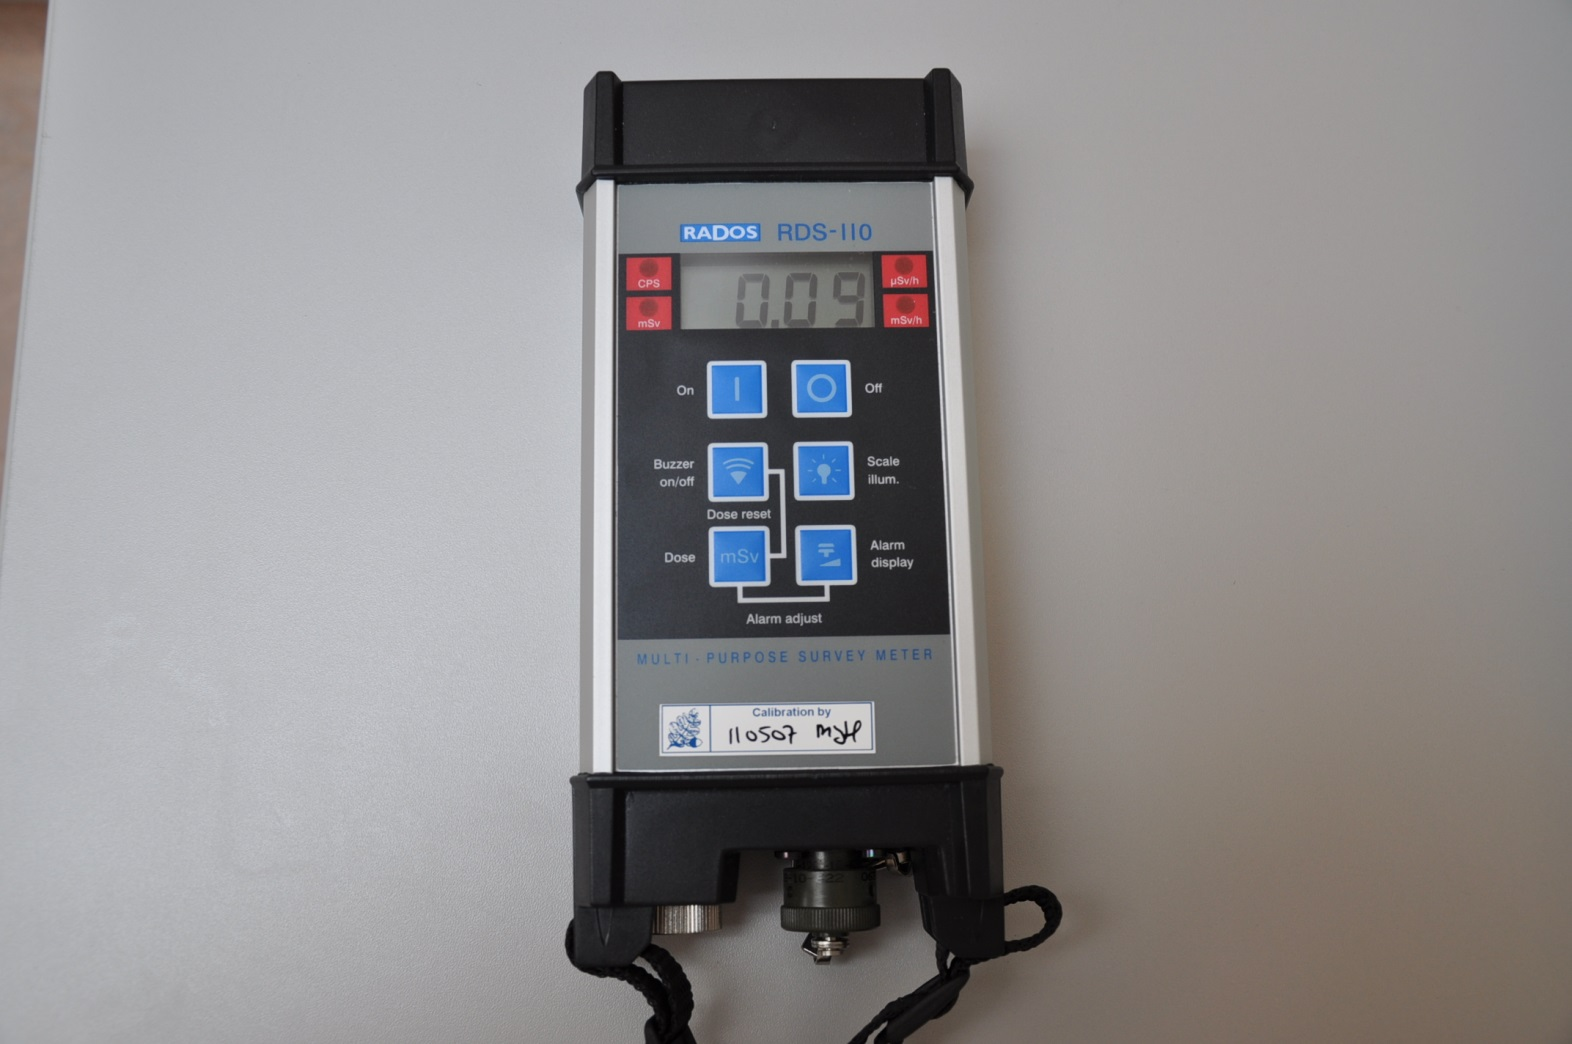 RADOS RDS-110
CPS
µSv/h
0.09
mSv
mSv/h
On
Off
Buzzer
on/off
Scale
illum.
Dose reset
Dose
mSv
Alarm
display
Alarm adjust
MULTI-PURPOSE SURVEY METER
Calibration by
110507